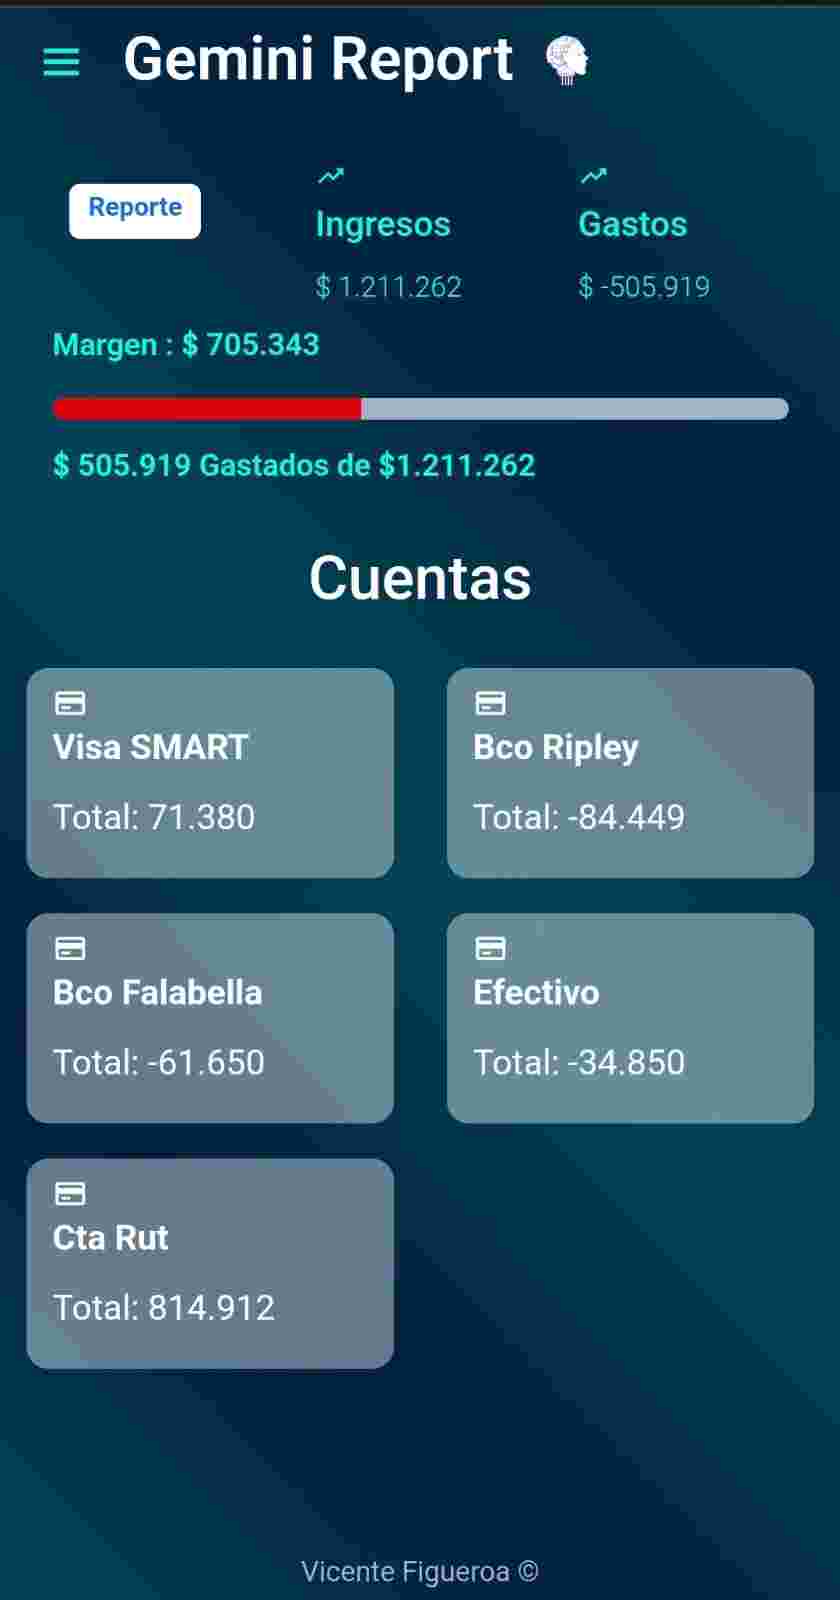 Gemini Report
Reporte
Ingresos
$ 1.211.262
Gastos
$ -505.919
Margen : $ 705.343
$ 505.919 Gastados de $1.211.262
Cuentas
Visa SMART
Total: 71.380
Bco Ripley
Total: -84.449
Bco Falabella
Total: -61.650
Efectivo
Total: -34.850
Cta Rut
Total: 814.912
Vicente Figueroa ©